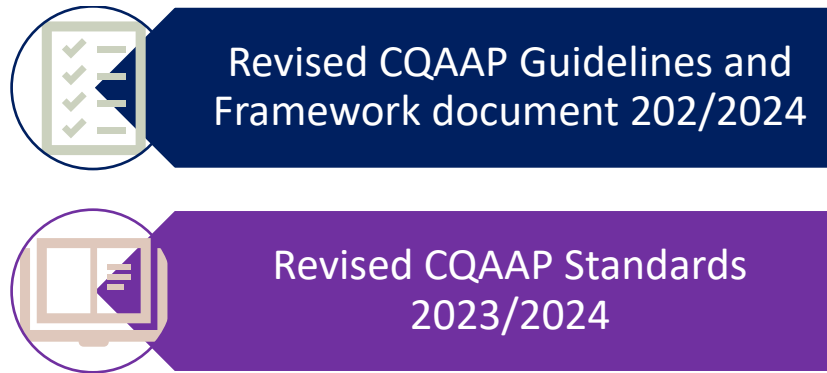 Revised CQAAP Guidelines and
Framework document 202/2024
Revised CQAAP Standards
2023/2024